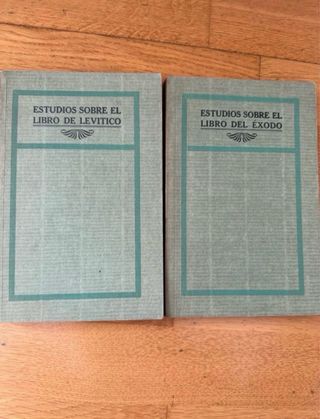 ESTUDIOS SOBRE EL
LIBRO DE LEVITICO
ESTUDIOS SOBRE EL
LIBRO DEL ÉXODO